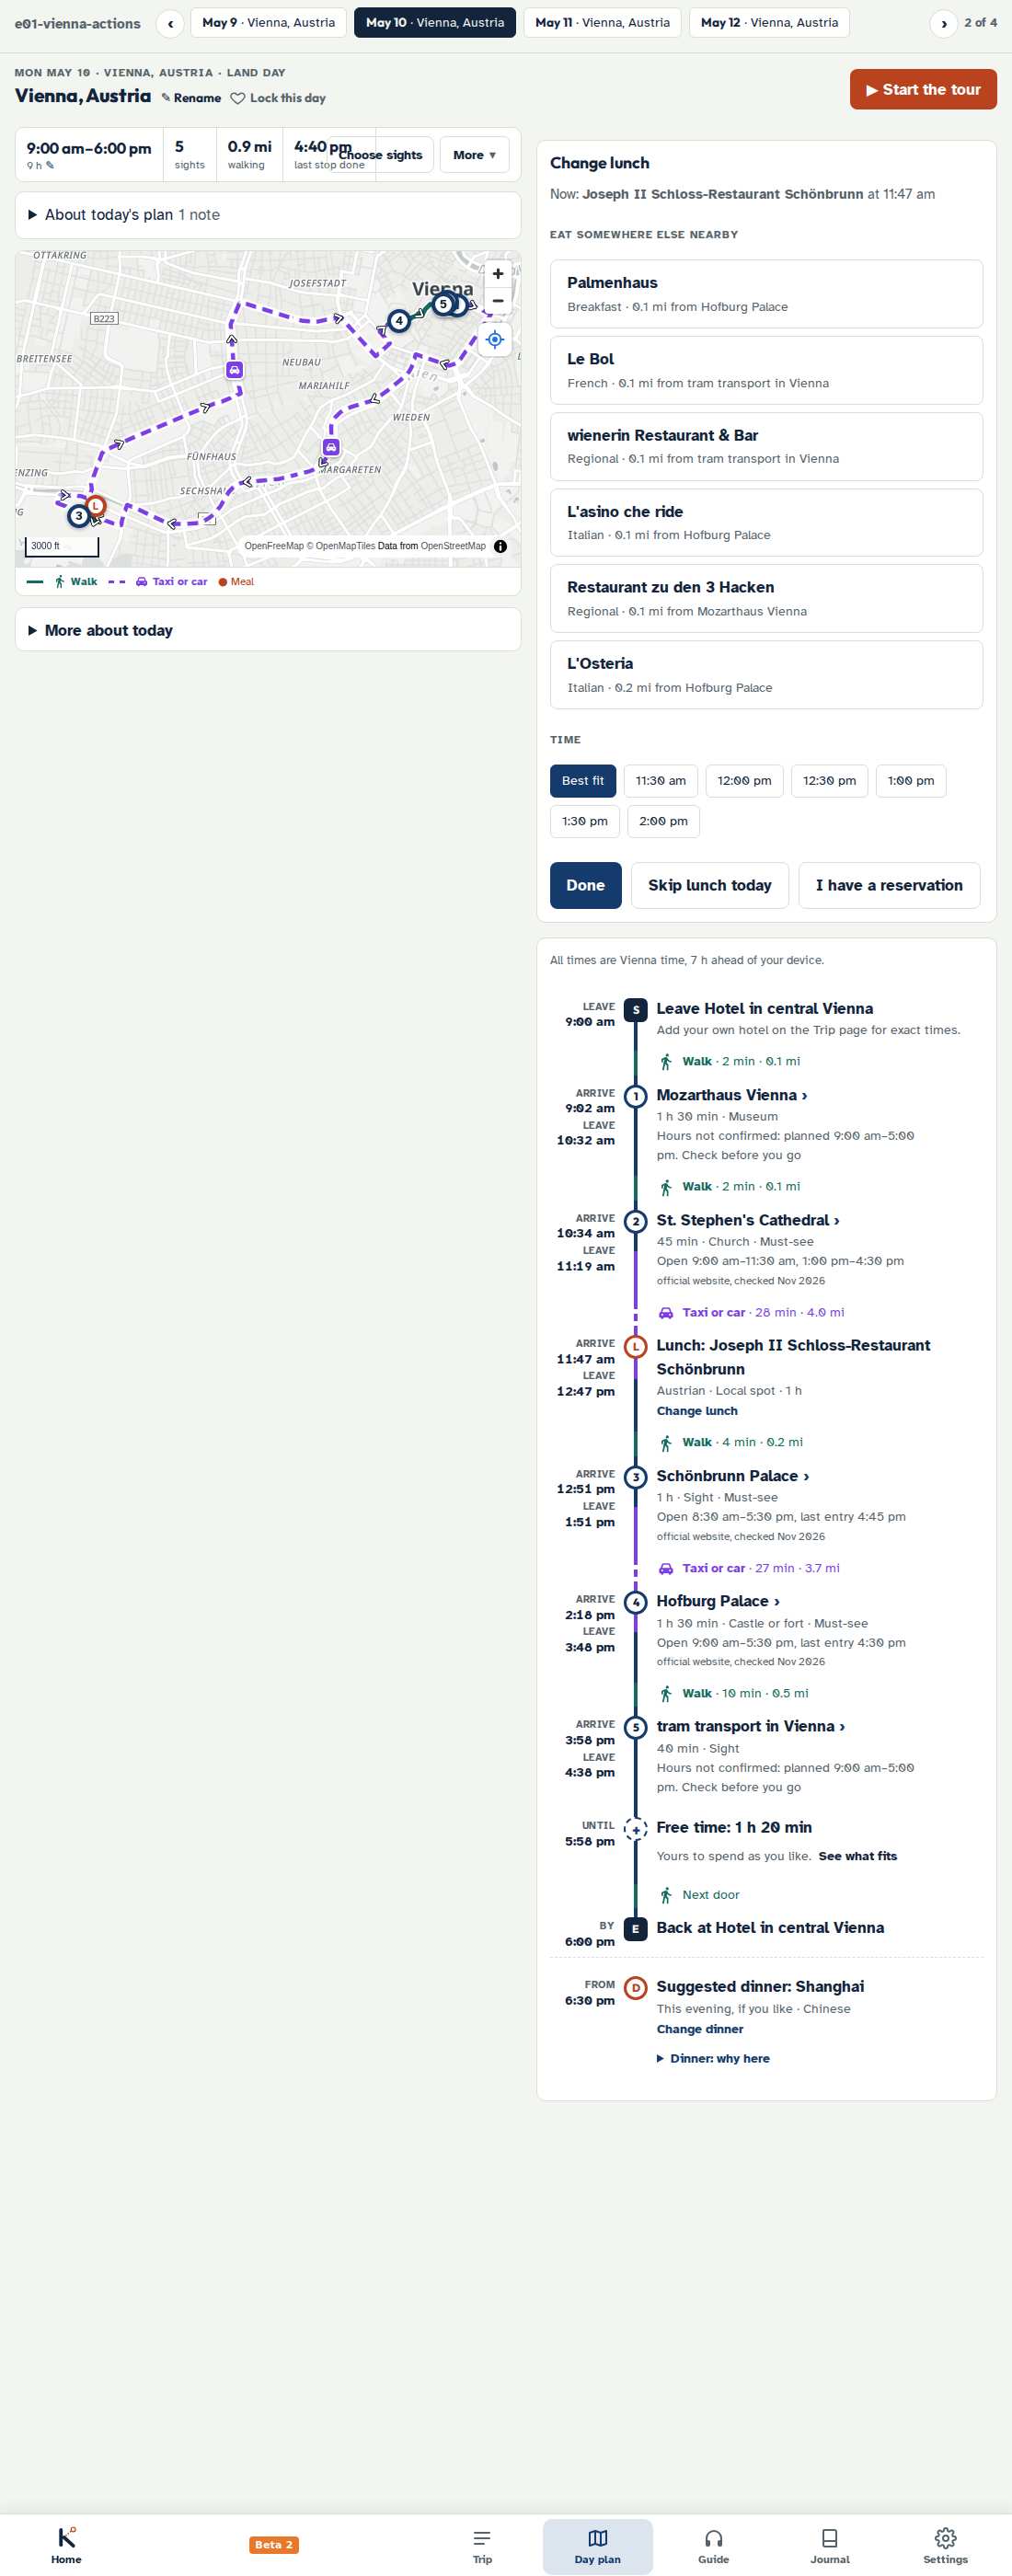 e01-vienna-actions
‹
May 9 · Vienna, Austria
May 10 · Vienna, Austria
May 11 · Vienna, Austria
May 12 · Vienna, Austria
›
2 of 4
MON MAY 10 · VIENNA, AUSTRIA · LAND DAY
Vienna, Austria
✎ Rename
Lock this day
▶ Start the tour
9:00 am–6:00 pm
9 h ✎
5
sights
0.9 mi
walking
4:40 pm
last stop done
Choose sights
More ▾
▶ About today's plan 1 note
OTTAKRING
JOSEFSTADT
Vienna
B223
BREITENSEE
NEUBAU
MARIAHILF
WIEDEN
FÜNFHAUS
MARGARETEN
4
5
L
3
+
−
3000 ft
OpenFreeMap © OpenMapTiles Data from OpenStreetMap
Walk
Taxi or car
Meal
▶ More about today
Change lunch
Now: Joseph II Schloss-Restaurant Schönbrunn at 11:47 am
EAT SOMEWHERE ELSE NEARBY
Palmenhaus
Breakfast · 0.1 mi from Hofburg Palace
Le Bol
French · 0.1 mi from tram transport in Vienna
wienerin Restaurant & Bar
Regional · 0.1 mi from tram transport in Vienna
L'asino che ride
Italian · 0.1 mi from Hofburg Palace
Restaurant zu den 3 Hacken
Regional · 0.1 mi from Mozarthaus Vienna
L'Osteria
Italian · 0.2 mi from Hofburg Palace
TIME
Best fit
11:30 am
12:00 pm
12:30 pm
1:00 pm
1:30 pm
2:00 pm
Done
Skip lunch today
I have a reservation
All times are Vienna time, 7 h ahead of your device.
LEAVE
9:00 am
S
Leave Hotel in central Vienna
Add your own hotel on the Trip page for exact times.
Walk · 2 min · 0.1 mi
ARRIVE
9:02 am
LEAVE
10:32 am
1
Mozarthaus Vienna ›
1 h 30 min · Museum
Hours not confirmed: planned 9:00 am–5:00
pm. Check before you go
Walk · 2 min · 0.1 mi
ARRIVE
10:34 am
LEAVE
11:19 am
2
St. Stephen's Cathedral ›
45 min · Church · Must-see
Open 9:00 am–11:30 am, 1:00 pm–4:30 pm
official website, checked Nov 2026
Taxi or car · 28 min · 4.0 mi
ARRIVE
11:47 am
LEAVE
12:47 pm
L
Lunch: Joseph II Schloss-Restaurant
Schönbrunn
Austrian · Local spot · 1 h
Change lunch
Walk · 4 min · 0.2 mi
ARRIVE
12:51 pm
LEAVE
1:51 pm
3
Schönbrunn Palace ›
1 h · Sight · Must-see
Open 8:30 am–5:30 pm, last entry 4:45 pm
official website, checked Nov 2026
Taxi or car · 27 min · 3.7 mi
ARRIVE
2:18 pm
LEAVE
3:48 pm
4
Hofburg Palace ›
1 h 30 min · Castle or fort · Must-see
Open 9:00 am–5:30 pm, last entry 4:30 pm
official website, checked Nov 2026
Walk · 10 min · 0.5 mi
ARRIVE
3:58 pm
LEAVE
4:38 pm
5
tram transport in Vienna ›
40 min · Sight
Hours not confirmed: planned 9:00 am–5:00
pm. Check before you go
UNTIL
5:58 pm
+
Free time: 1 h 20 min
Yours to spend as you like. See what fits
Next door
BY
6:00 pm
E
Back at Hotel in central Vienna
FROM
6:30 pm
D
Suggested dinner: Shanghai
This evening, if you like · Chinese
Change dinner
▶ Dinner: why here
Home
Beta 2
Trip
Day plan
Guide
Journal
Settings